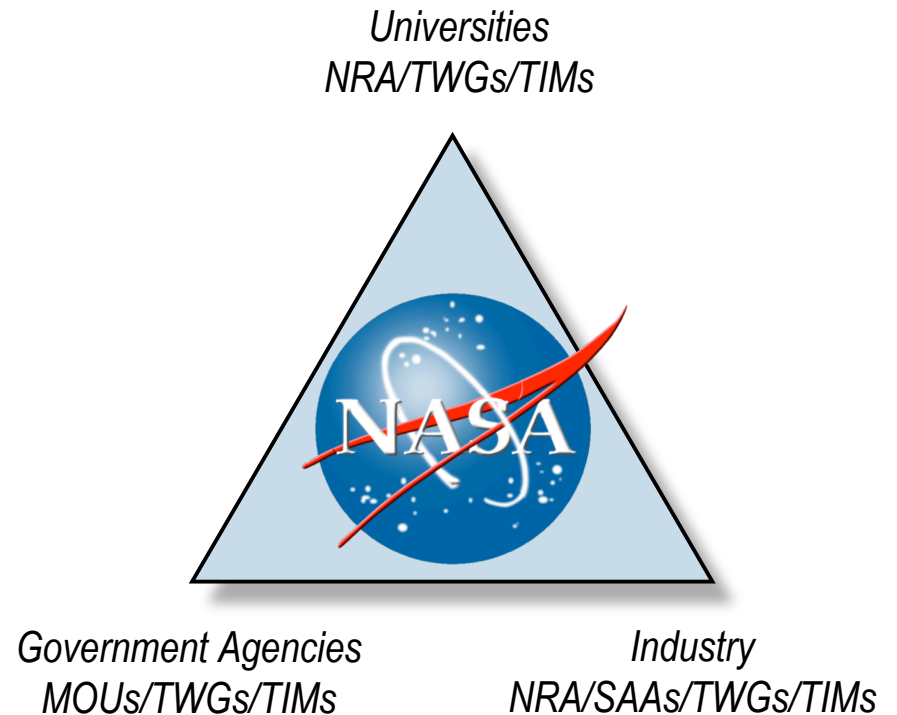 Universities
NRA/TWGs/TIMs
NASA
Government Agencies
MOUs/TWGs/TIMs
Industry
NRA/SAAs/TWGs/TIMs